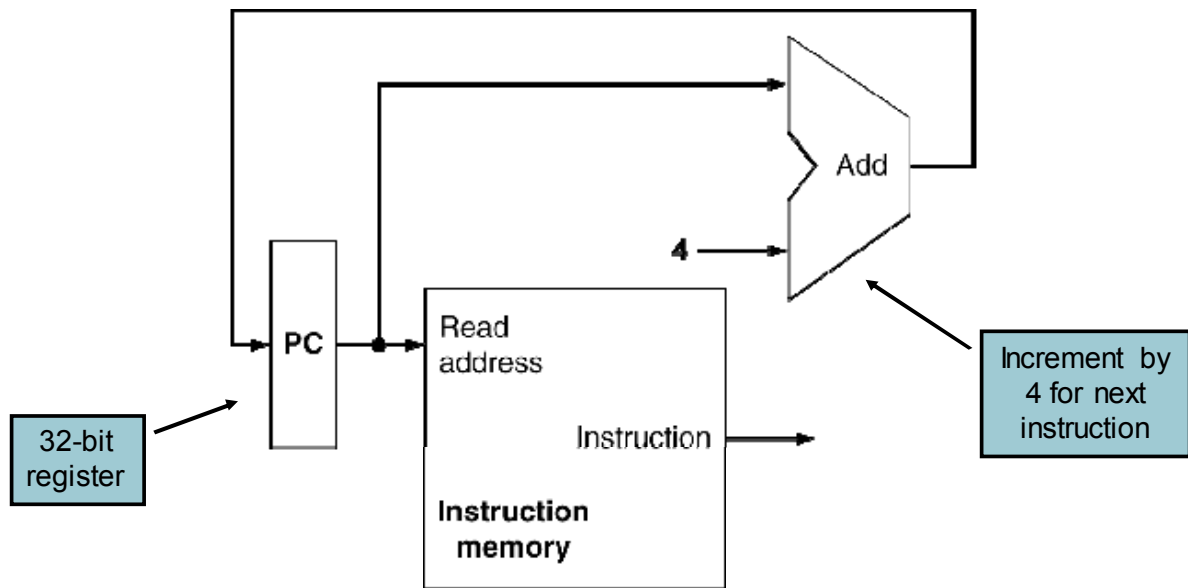 Add
4
PC
Read
address
Increment by
4 for next
instruction
32-bit
register
Instruction
Instruction
memory